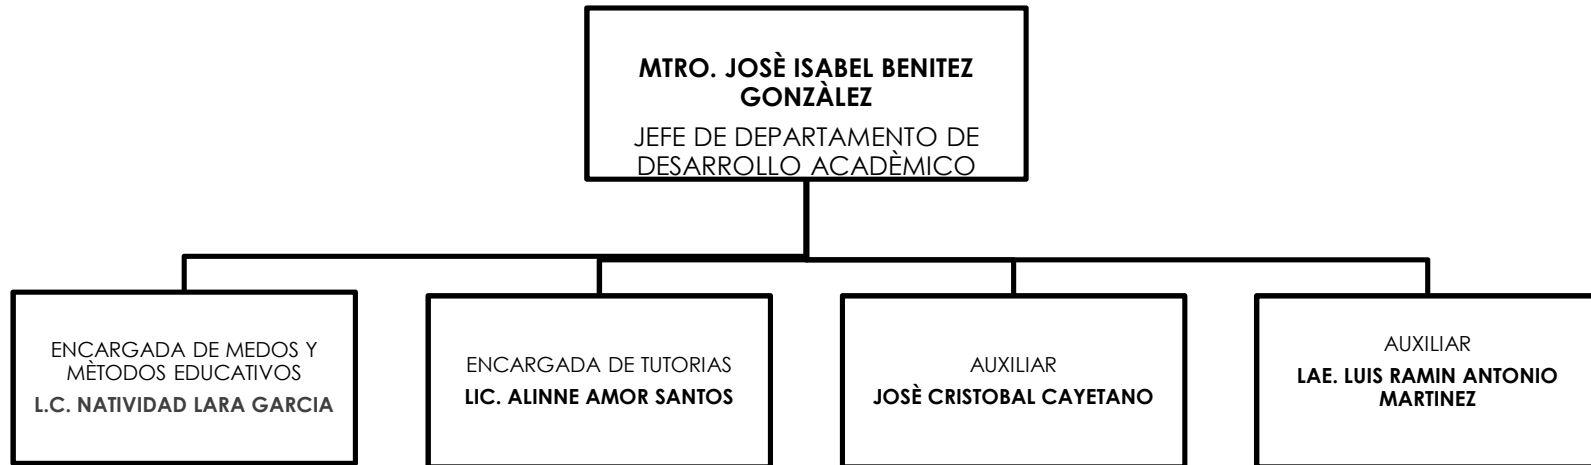 MTRO. JOSÈ ISABEL BENITEZ
GONZÀLEZ
JEFE DE DEPARTAMENTO DE
DESARROLLO ACADÈMICO
ENCARGADA DE MEDOS Y
MÈTODOS EDUCATIVOS
L.C. NATIVIDAD LARA GARCIA
ENCARGADA DE TUTORIAS
LIC. ALINNE AMOR SANTOS
AUXILIAR
JOSÈ CRISTOBAL CAYETANO
AUXILIAR
LAE. LUIS RAMIN ANTONIO
MARTINEZ